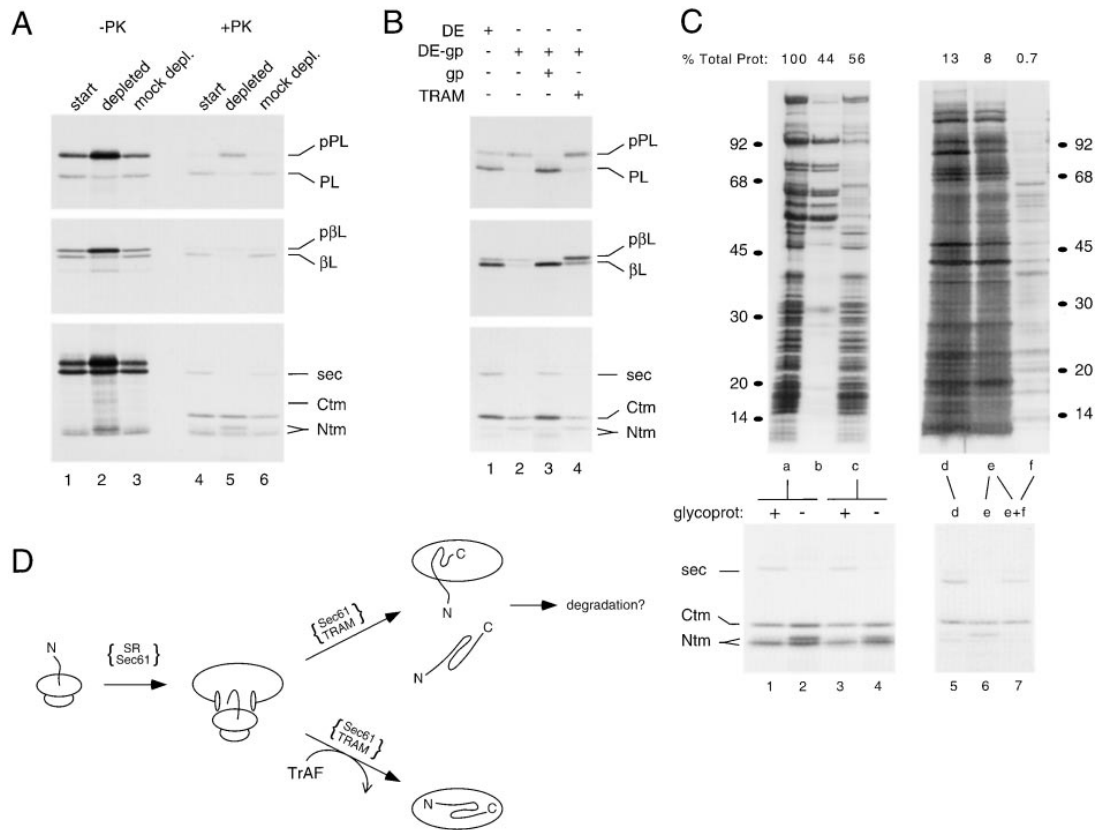 A
-PK +PK
start depleted mock depl. start depleted mock depl.
pPL
PL
pβL
βL
sec
Ctm
Ntm
1 2 3 4 5 6
B
DE + - - -
DE-gp - + + +
gp - - + -
TRAM - - - +
pPL
PL
pβL
βL
sec
Ctm
Ntm
1 2 3 4
C
% Total Prot: 100 44 56 13 8 0.7
92 92
68 68
45 45
30 30
20 20
14 14
a b c d e f
a c d e e+f
glycoprot: + - + -
sec
Ctm
Ntm
1 2 3 4 5 6 7
D
N
{SR Sec61}
{Sec61 TRAM}
C
N
C
N
degradation?
{Sec61 TRAM}
TrAF
N C